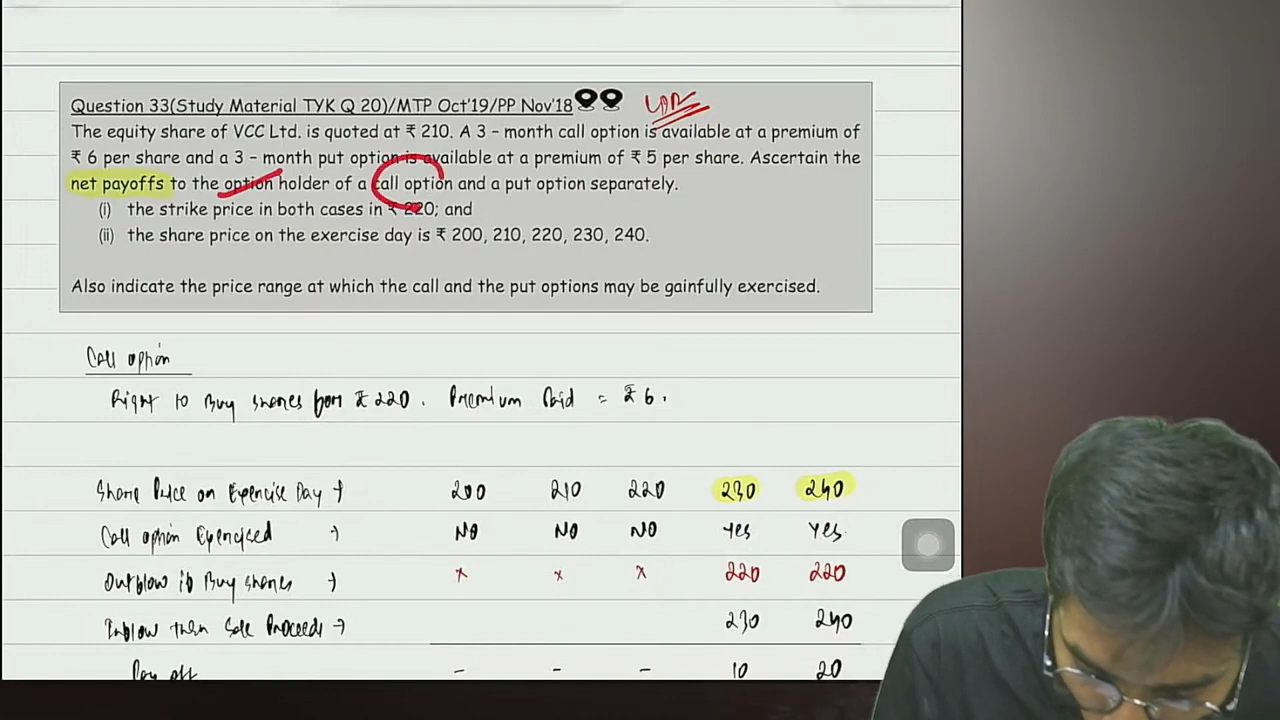 Question 33(Study Material TYK Q 20)/MTP Oct'19/PP Nov'18 LDR
The equity share of VCC Ltd. is quoted at ₹ 210. A 3 – month call option is available at a premium of
₹ 6 per share and a 3 – month put option is available at a premium of ₹ 5 per share. Ascertain the
net payoffs to the option holder of a call option and a put option separately.
(i) the strike price in both cases in ₹ 220; and
(ii) the share price on the exercise day is ₹ 200, 210, 220, 230, 240.
Also indicate the price range at which the call and the put options may be gainfully exercised.
Call option
Right to Buy shares for ₹ 220. Premium Paid = ₹ 6.
Share Price on Exercise Day → 200 210 220 230 240
Call option Exercised → NO NO NO Yes Yes.
Outflow to Buy shares → x x x 220 220
Inflow then Sale Proceeds → 230 240
Pay off - - - 10 20